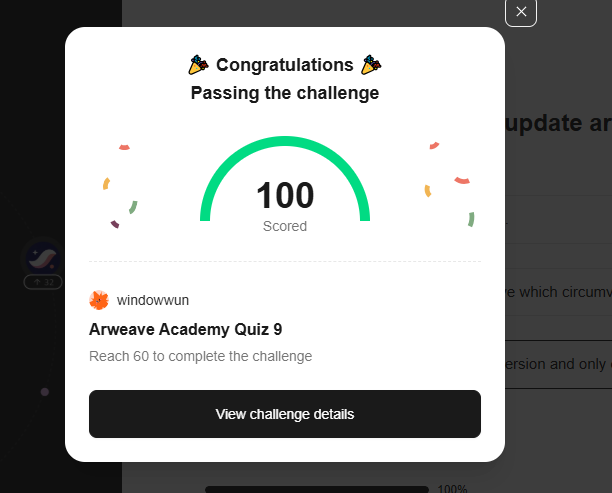 🎉 Congratulations 🎉
Passing the challenge
update ar
100
Scored
32
windowwun
which circumv
Arweave Academy Quiz 9
Reach 60 to complete the challenge
ersion and only
View challenge details
100%